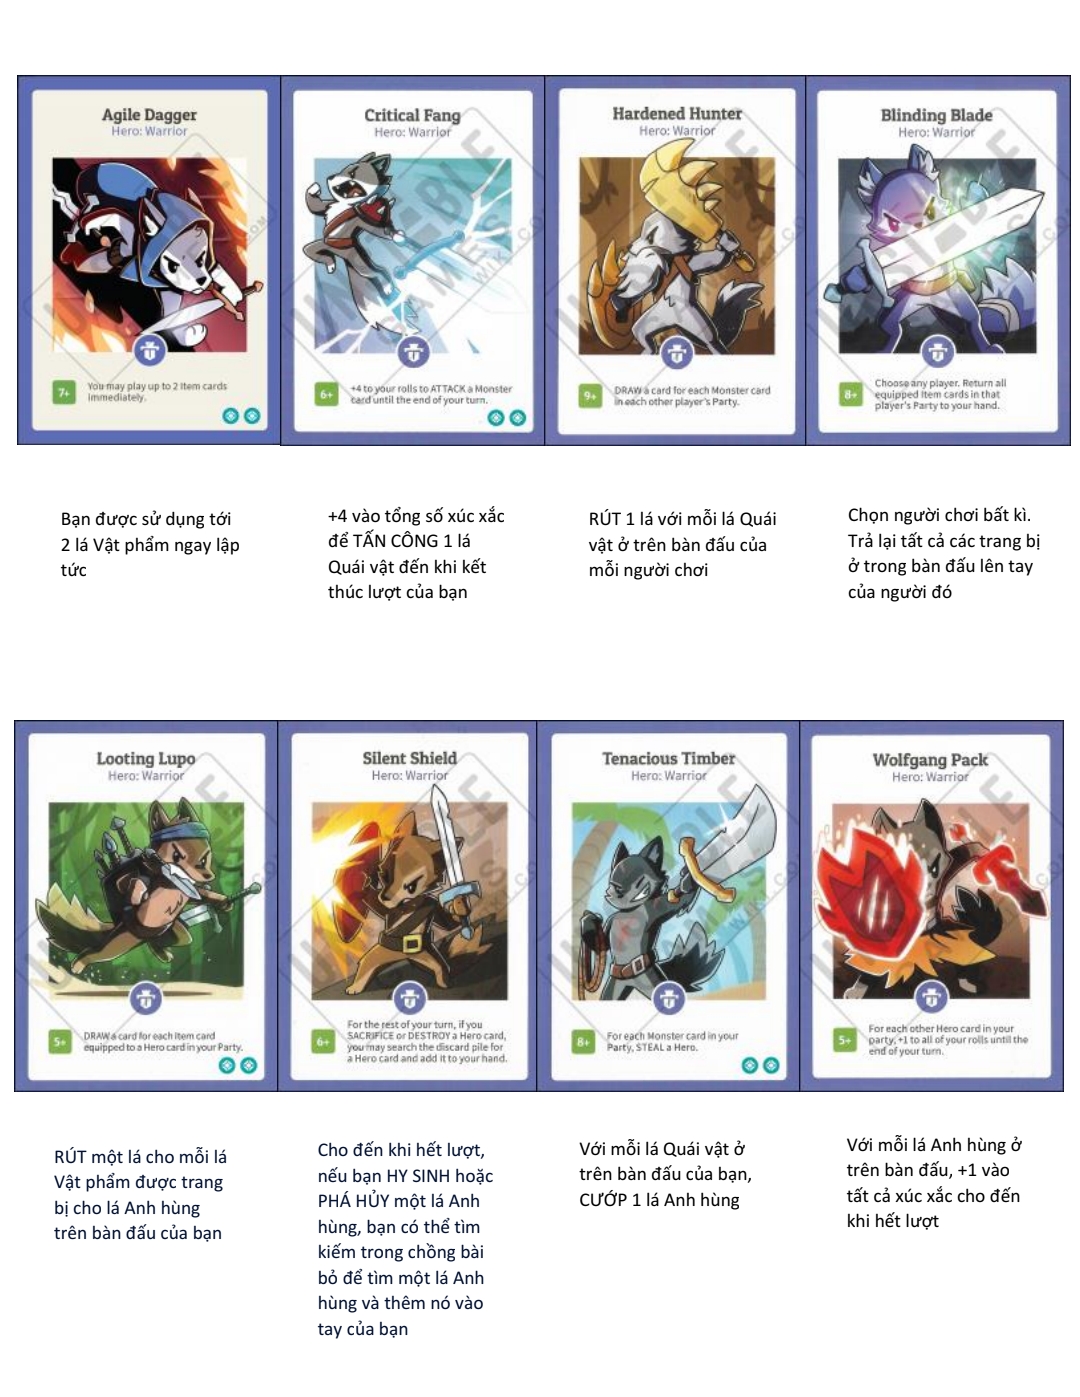 Agile Dagger
Hero: Warrior
7+
You may play up to 2 Item cards
immediately.
Critical Fang
Hero: Warrior
6+
+4 to your rolls to ATTACK a Monster
card until the end of your turn.
Hardened Hunter
Hero: Warrior
9+
DRAW a card for each Monster card
in each other player's Party.
Blinding Blade
Hero: Warrior
8+
Choose any player. Return all
equipped Item cards in that
player's Party to your hand.
Bạn được sử dụng tới
2 lá Vật phẩm ngay lập
tức
+4 vào tổng số xúc xắc
để TẤN CÔNG 1 lá
Quái vật đến khi kết
thúc lượt của bạn
RÚT 1 lá với mỗi lá Quái
vật ở trên bàn đấu của
mỗi người chơi
Chọn người chơi bất kì.
Trả lại tất cả các trang bị
ở trong bàn đấu lên tay
của người đó
Looting Lupo
Hero: Warrior
5+
DRAW a card for each Item card
equipped to a Hero card in your Party.
Silent Shield
Hero: Warrior
6+
For the rest of your turn, if you
SACRIFICE or DESTROY a Hero card,
you may search the discard pile for
a Hero card and add it to your hand.
Tenacious Timber
Hero: Warrior
8+
For each Monster card in your
Party, STEAL a Hero.
Wolfgang Pack
Hero: Warrior
5+
For each other Hero card in your
party, +1 to all of your rolls until the
end of your turn.
RÚT một lá cho mỗi lá
Vật phẩm được trang
bị cho lá Anh hùng
trên bàn đấu của bạn
Cho đến khi hết lượt,
nếu bạn HY SINH hoặc
PHÁ HỦY một lá Anh
hùng, bạn có thể tìm
kiếm trong chồng bài
bỏ để tìm một lá Anh
hùng và thêm nó vào
tay của bạn
Với mỗi lá Quái vật ở
trên bàn đấu của bạn,
CƯỚP 1 lá Anh hùng
Với mỗi lá Anh hùng ở
trên bàn đấu, +1 vào
tất cả xúc xắc cho đến
khi hết lượt